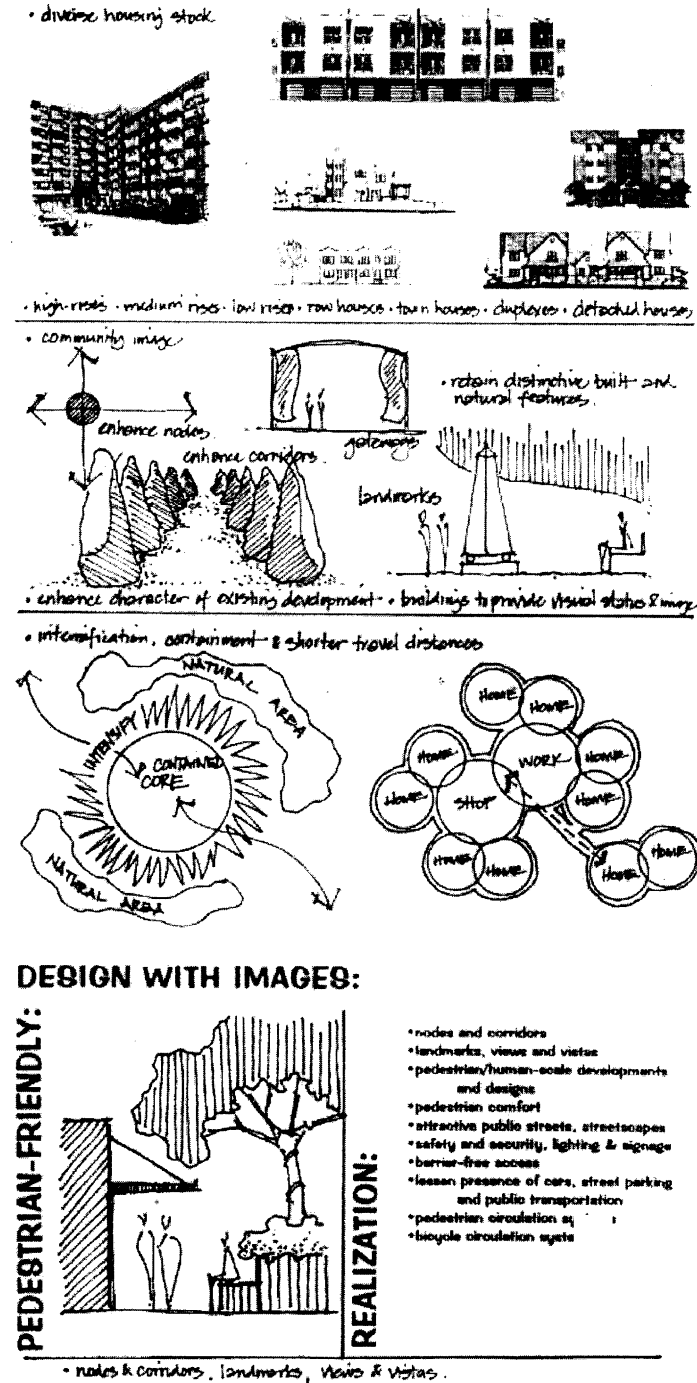 • diverse housing stock
• high-rises • medium rises • low rises • row houses • town houses • duplexes • detached houses
• community image
enhance nodes
enhance corridors
gateways
• retain distinctive built and
natural features.
landmarks
• enhance character of existing development • buildings to provide visual status & image
• intensification, containment & shorter travel distances
NATURAL AREA
INTENSIFY
CONTAINED
CORE
NATURAL AREA
HOME
HOME
HOME
WORK
HOME
HOME
SHOP
HOME
HOME
HOME
HOME
HOME
HOME
DESIGN WITH IMAGES:
PEDESTRIAN-FRIENDLY:
REALIZATION:
•nodes and corridors
•landmarks, views and vistas
•pedestrian/human-scale developments
and designs
•pedestrian comfort
•attractive public streets, streetscapes
•safety and security, lighting & signage
•barrier-free access
•lessen presence of cars, street parking
and public transportation
•pedestrian circulation sy
•bicycle circulation syste
• nodes & corridors, landmarks, views & vistas.